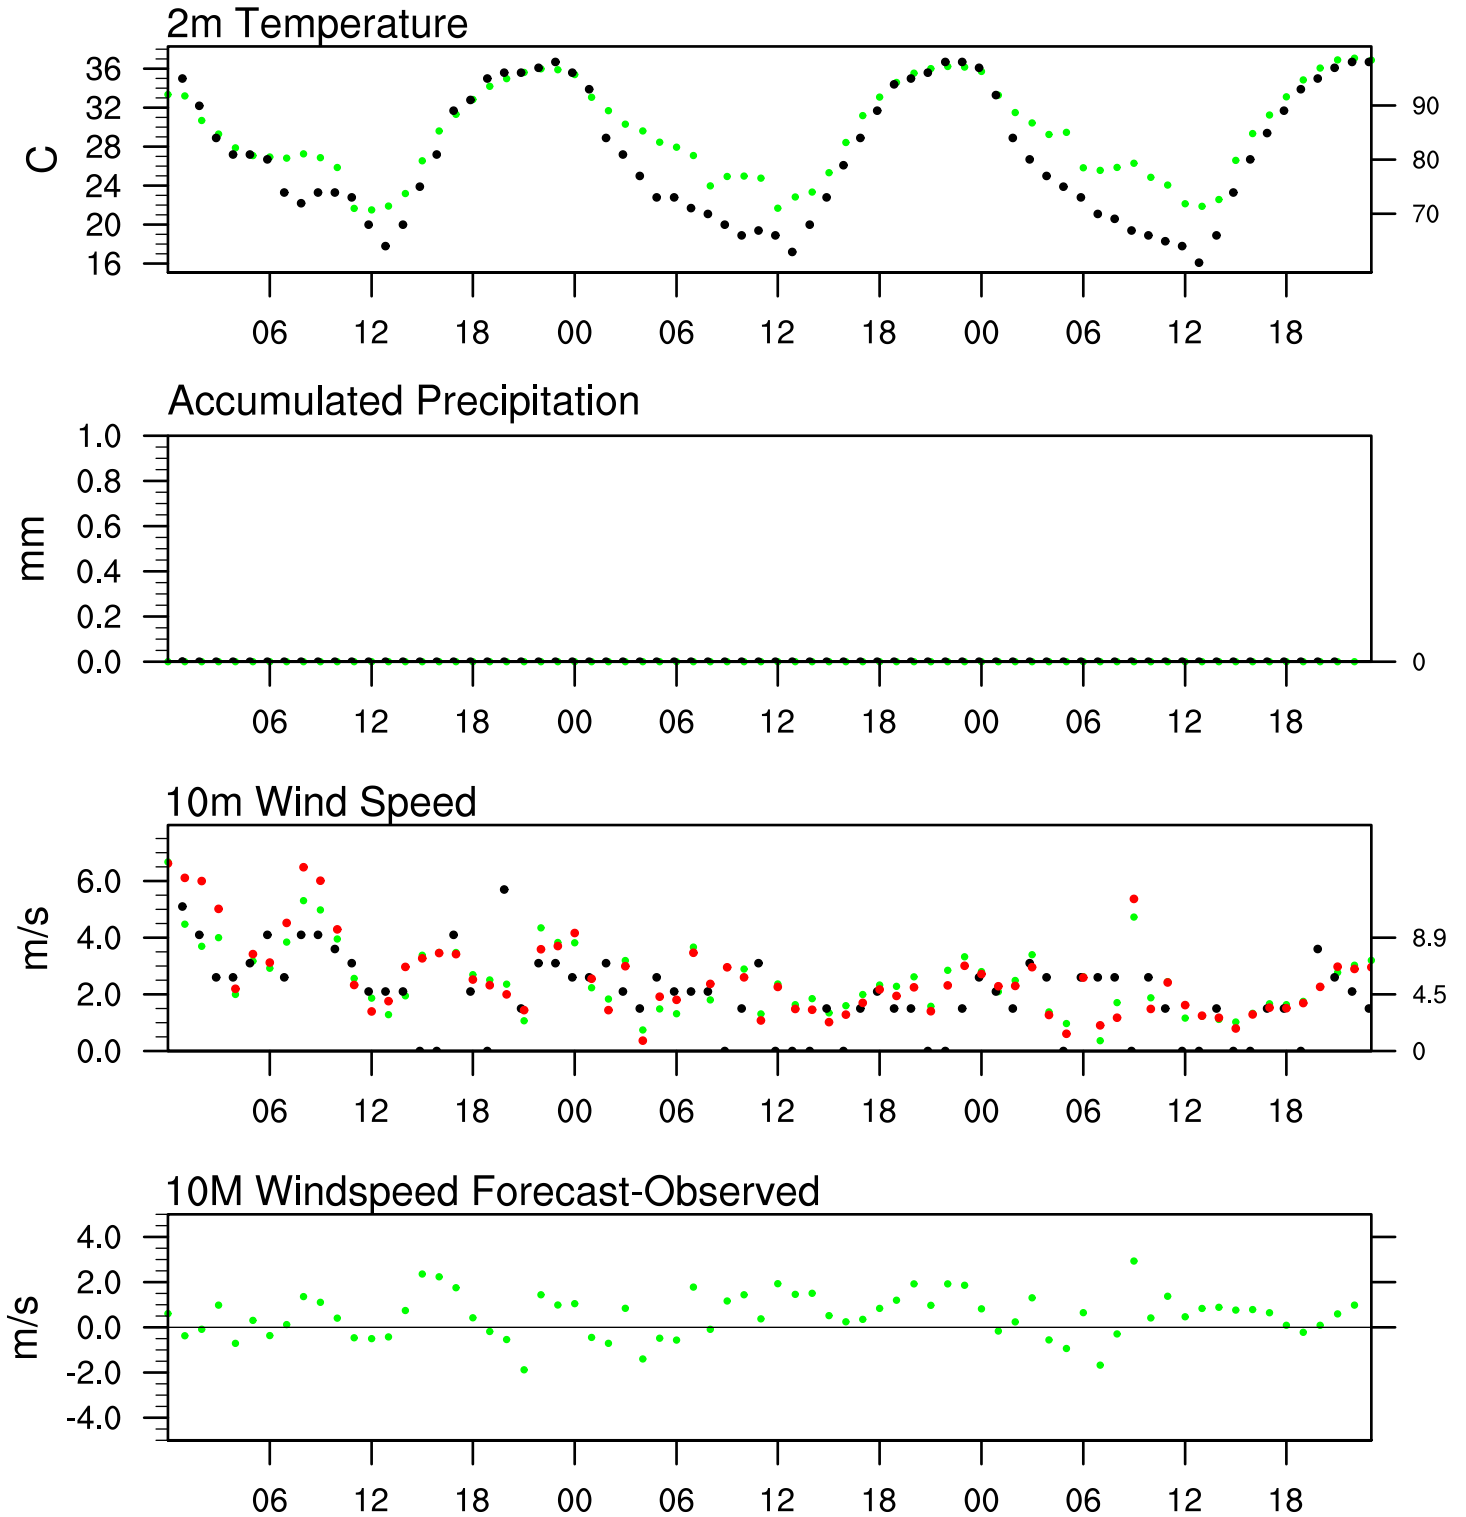 2m Temperature
36
32
28
24
20
16
C
90
80
70
06 12 18 00 06 12 18 00 06 12 18
Accumulated Precipitation
1.0
0.8
0.6
0.4
0.2
0.0
mm
0
06 12 18 00 06 12 18 00 06 12 18
10m Wind Speed
6.0
4.0
2.0
0.0
m/s
8.9
4.5
0
06 12 18 00 06 12 18 00 06 12 18
10M Windspeed Forecast-Observed
4.0
2.0
0.0
-2.0
-4.0
m/s
06 12 18 00 06 12 18 00 06 12 18